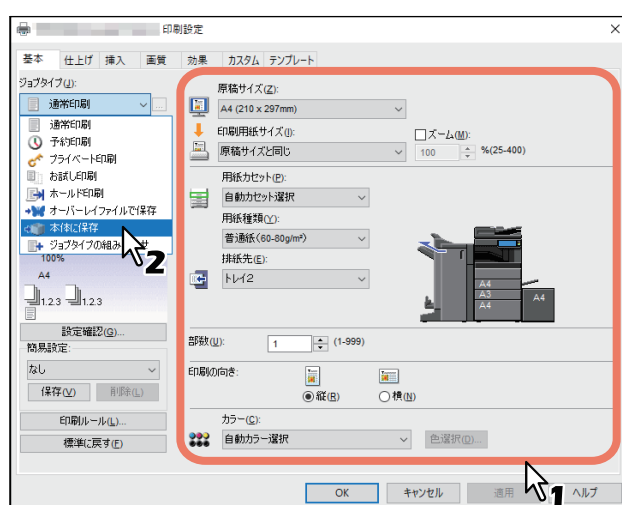 印刷設定
基本 仕上げ 挿入 画質 効果 カスタム テンプレート
ジョブタイプ(J):
通常印刷
通常印刷
予約印刷
プライベート印刷
お試し印刷
ホールド印刷
オーバーレイファイルで保存
本体に保存
ジョブタイプの組み
2
100%
A4
1.2.3 1.2.3
設定確認(G)...
簡易設定:
なし
保存(V) 削除(L)
印刷ルール(L)...
標準に戻す(F)
原稿サイズ(Z):
A4 (210 x 297mm)
印刷用紙サイズ(I):
原稿サイズと同じ
ズーム(M):
100 %(25-400)
用紙カセット(P):
自動カセット選択
用紙種類(Y):
普通紙(60-80g/m²)
排紙先(E):
トレイ2
A4
A3
A4
A4
部数(U): 1 (1-999)
印刷の向き:
縦(R) 横(N)
カラー(C):
自動カラー選択 色選択(O)...
OK キャンセル 適用 ヘルプ
1